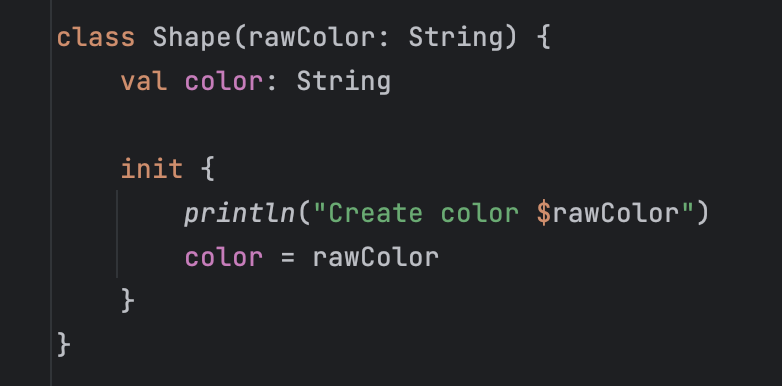 class Shape(rawColor: String) {
    val color: String

    init {
        println("Create color $rawColor")
        color = rawColor
    }
}